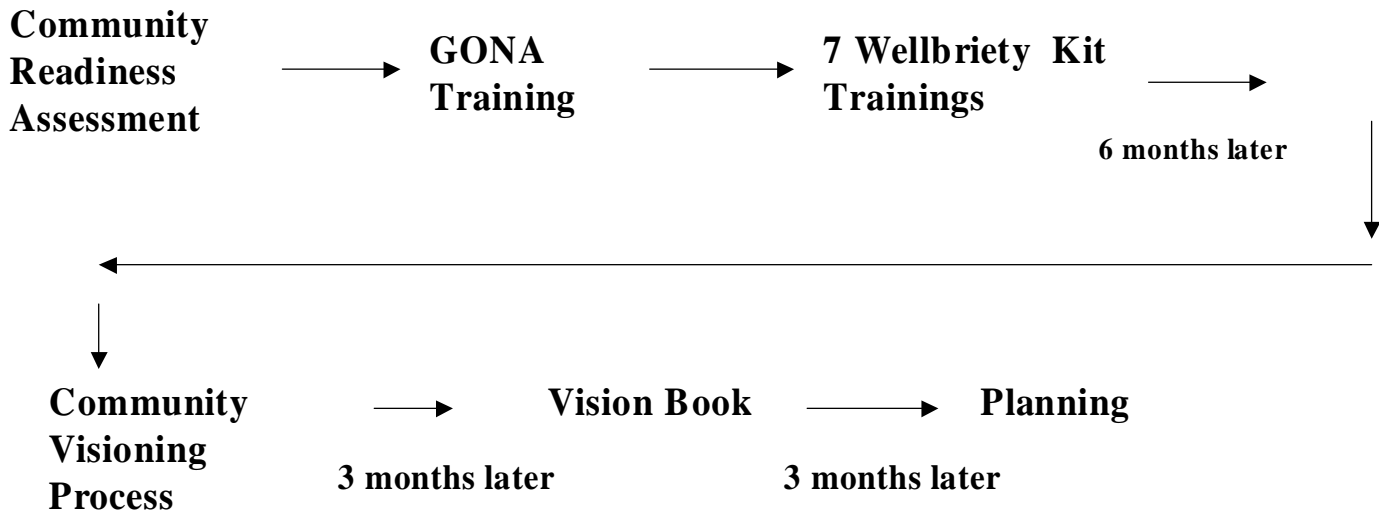 Community
Readiness
Assessment
GONA
Training
7 Wellbriety Kit
Trainings
6 months later
Community
Visioning
Process
3 months later
Vision Book
3 months later
Planning